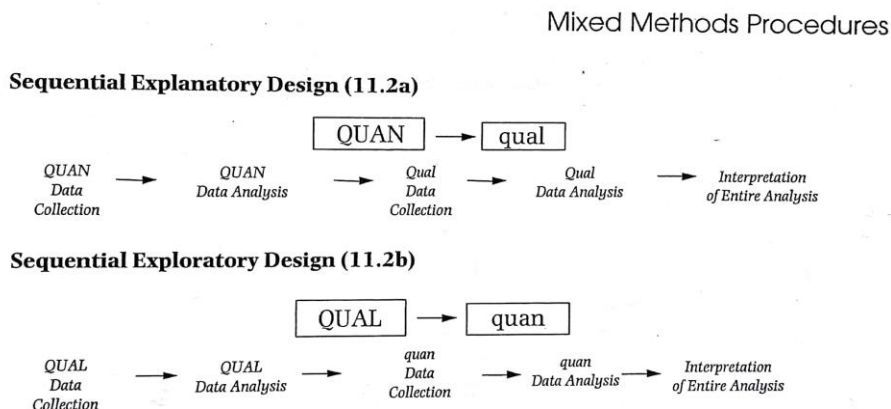 Mixed Methods Procedures
Sequential Explanatory Design (11.2a)
QUAN
qual
QUAN
Data
Collection
QUAN
Data Analysis
Qual
Data
Collection
Qual
Data Analysis
Interpretation
of Entire Analysis
Sequential Exploratory Design (11.2b)
QUAL
quan
QUAL
Data
Collection
QUAL
Data Analysis
quan
Data
Collection
quan
Data Analysis
Interpretation
of Entire Analysis